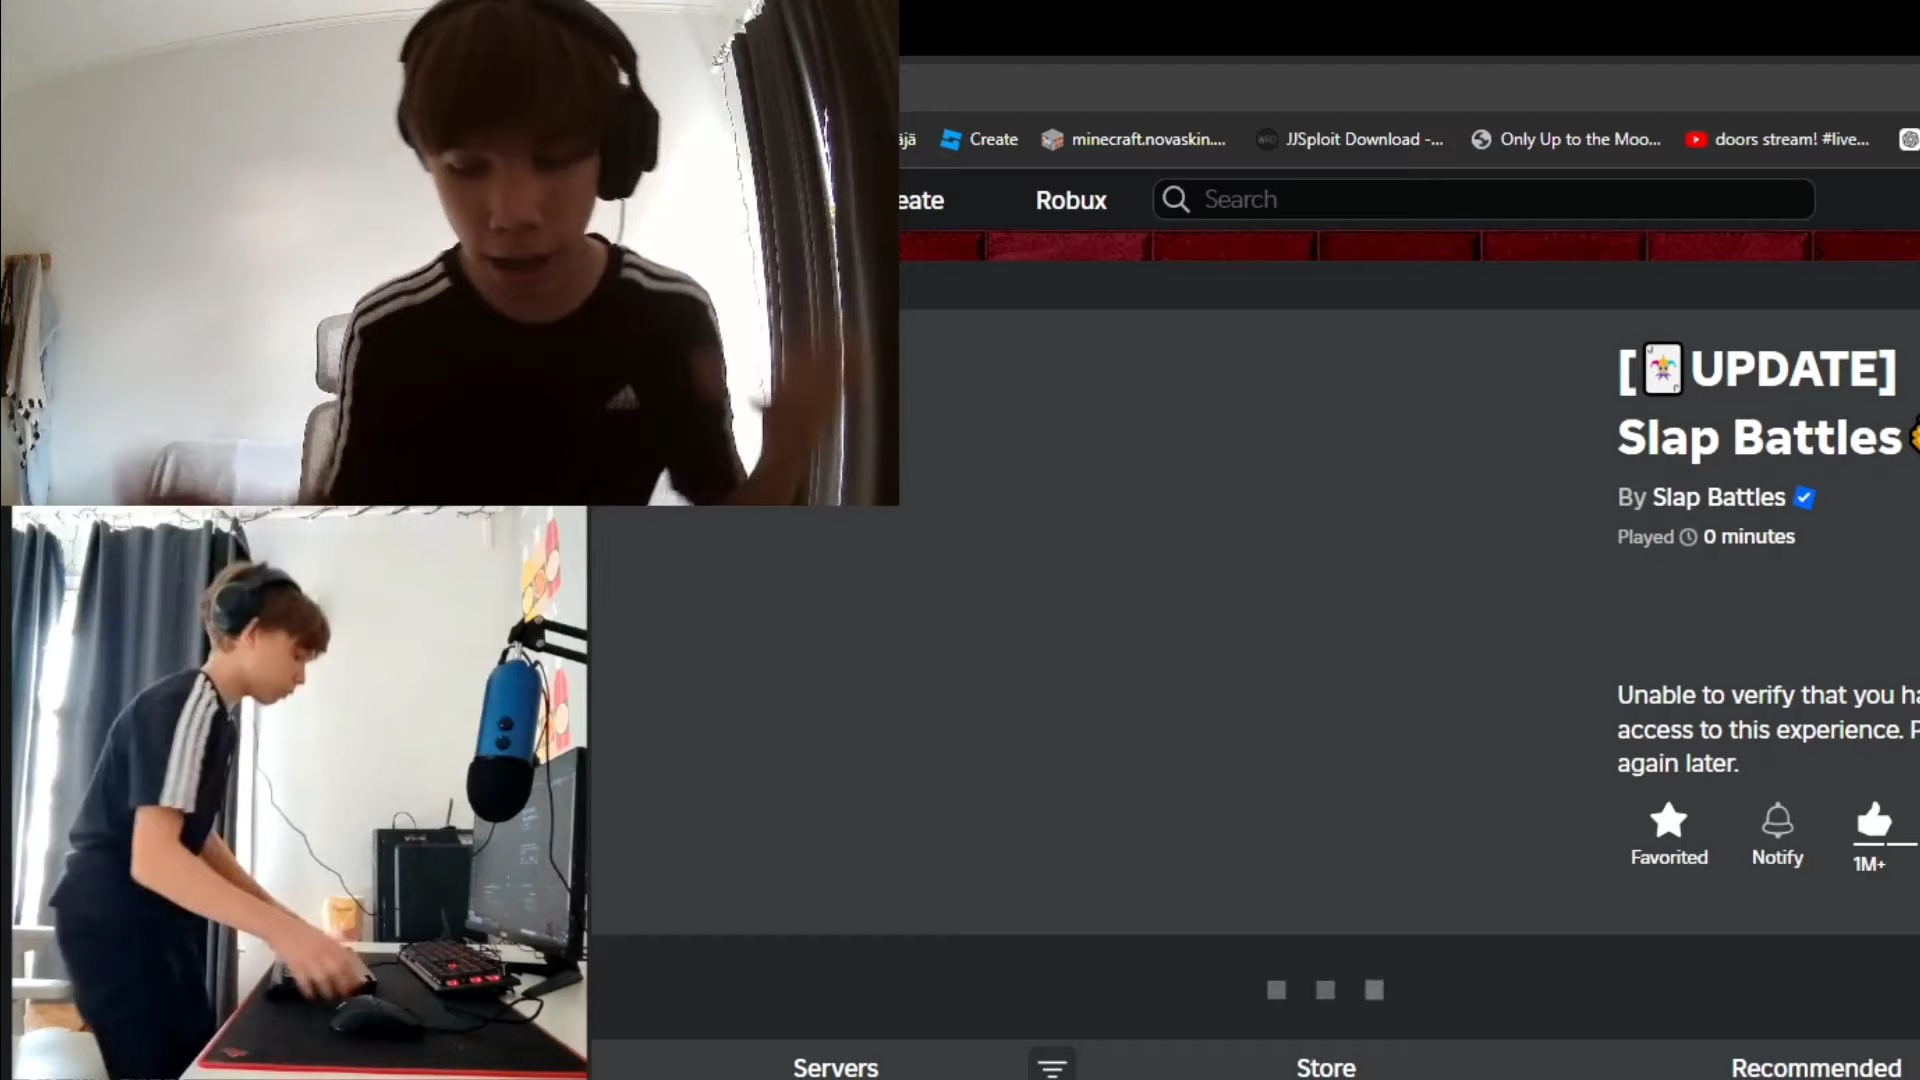 äjä Create minecraft.novaskin.... JJSploit Download -... Only Up to the Moo... doors stream! #live...
eate Robux Search
[🃏UPDATE]
Slap Battles
By Slap Battles
Played 0 minutes
Unable to verify that you ha
access to this experience. P
again later.
Favorited Notify 1M+
Servers Store Recommended